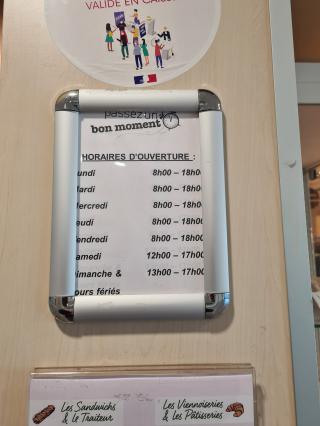 VALIDE EN CAISSE
passez un
bon moment
HORAIRES D'OUVERTURE :
undi 8h00 – 18h00
Mardi 8h00 – 18h00
ercredi 8h00 – 18h00
eudi 8h00 – 18h00
endredi 8h00 – 18h00
amedi 12h00 – 17h00
Dimanche & 13h00 – 17h00
ours fériés
Les Sandwichs
& le Traiteur
Les Viennoiseries
& les Pâtisseries